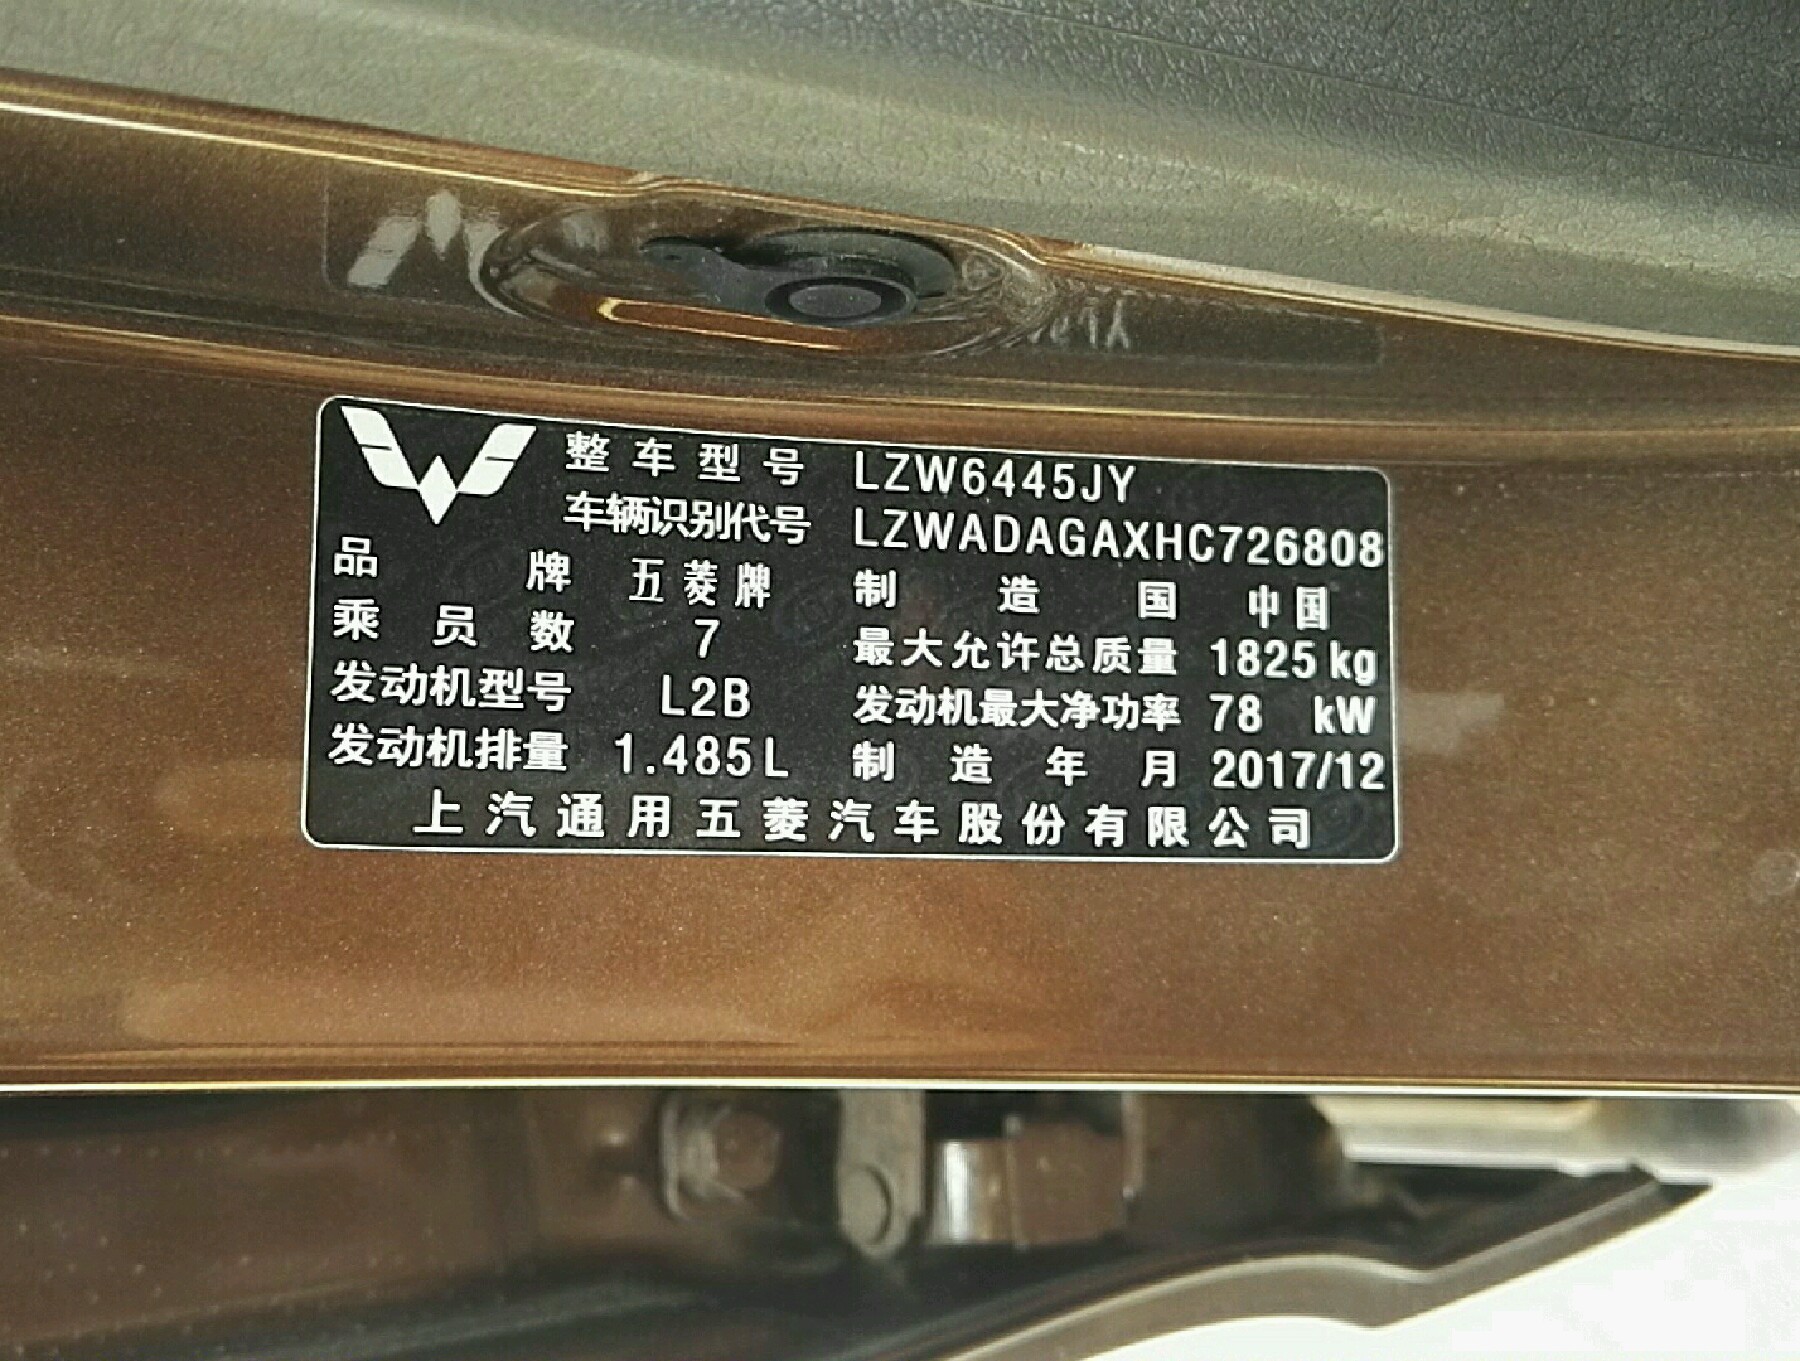 整车型号 LZW6445JY
车辆识别代号 LZWADAGAXHC726808
品牌 五菱牌 制造国 中国
乘员数 7 最大允许总质量 1825 kg
发动机型号 L2B 发动机最大净功率 78 kW
发动机排量 1.485L 制造年月 2017/12
上汽通用五菱汽车股份有限公司